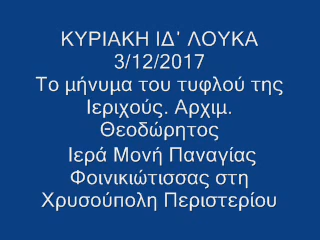 ΚΥΡΙΑΚΗ ΙΔ΄ ΛΟΥΚΑ
3/12/2017
Το μήνυμα του τυφλού της
Ιεριχούς. Αρχιμ.
Θεοδώρητος
Ιερά Μονή Παναγίας
Φοινικιώτισσας στη
Χρυσούπολη Περιστερίου